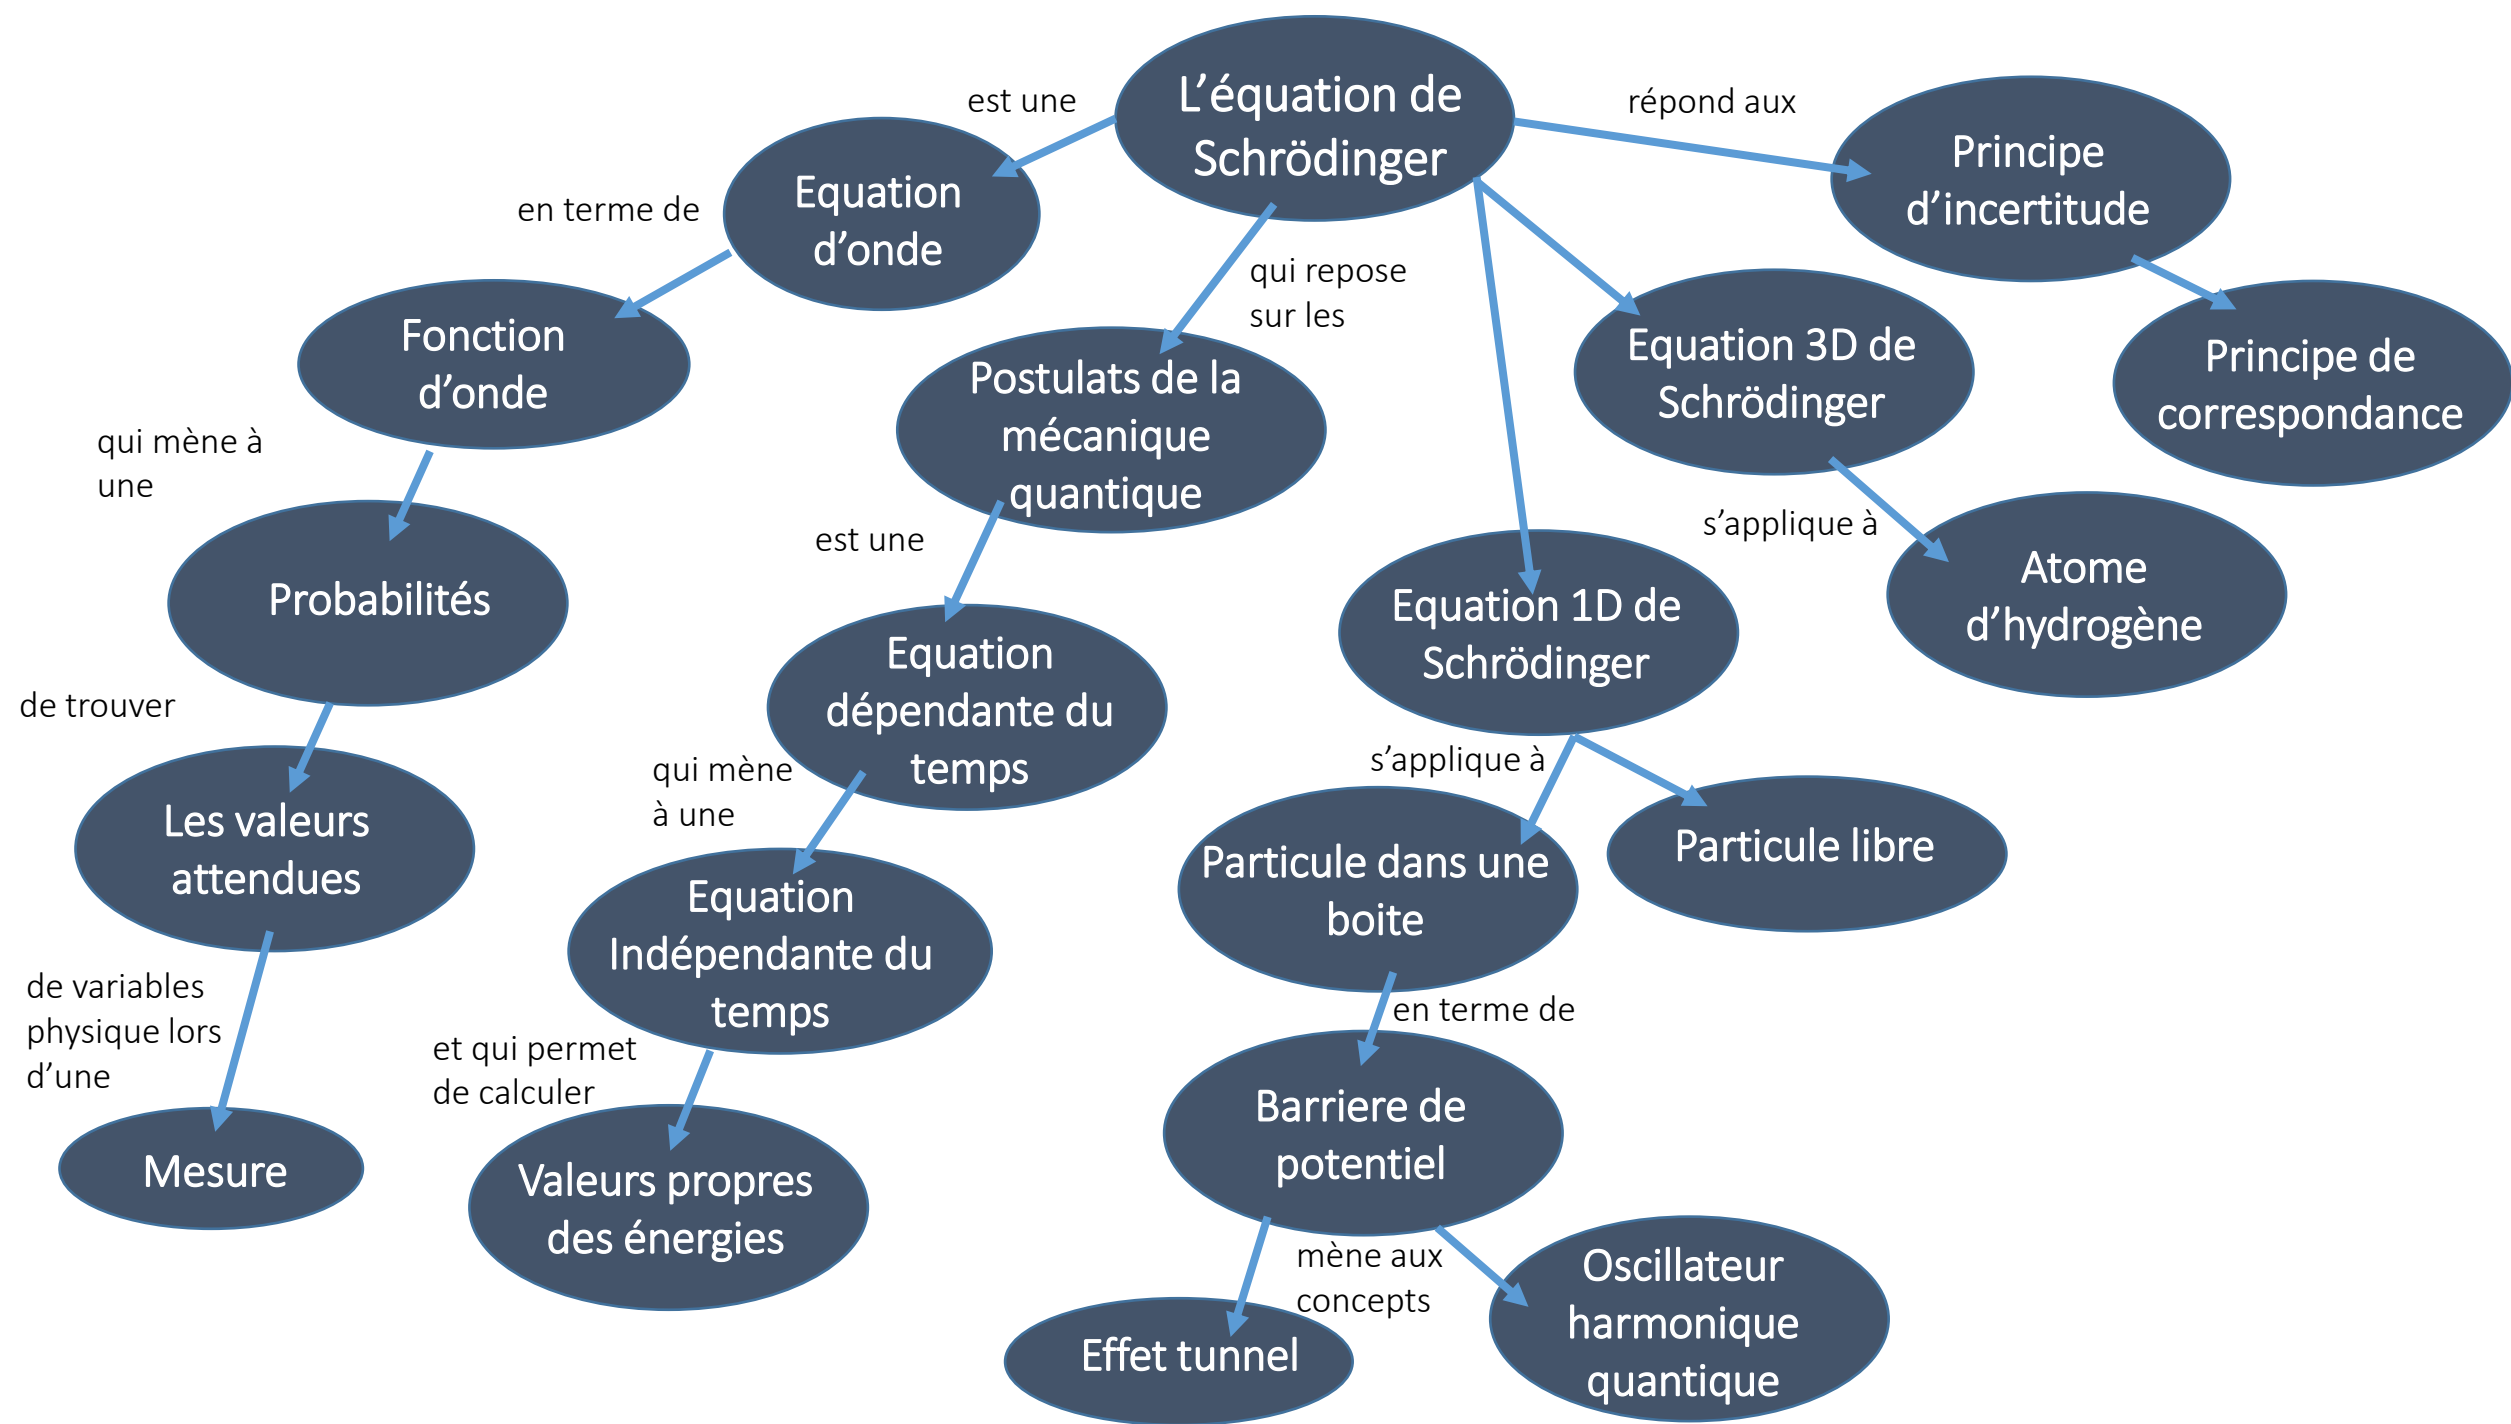 L’équation de
Schrödinger
est une
répond aux
Equation
d’onde
Principe
d’incertitude
en terme de
qui repose
sur les
Fonction
d’onde
Postulats de la
mécanique
quantique
Equation 3D de
Schrödinger
Principe de
correspondance
qui mène à
une
est une
s’applique à
Probabilités
Equation 1D de
Schrödinger
Atome
d’hydrogène
de trouver
Equation
dépendante du
temps
qui mène
à une
s’applique à
Les valeurs
attendues
Particule dans une
boite
Particule libre
Equation
Indépendante du
temps
de variables
physique lors
d’une
et qui permet
de calculer
en terme de
Mesure
Valeurs propres
des énergies
Barriere de
potentiel
mène aux
concepts
Effet tunnel
Oscillateur
harmonique
quantique